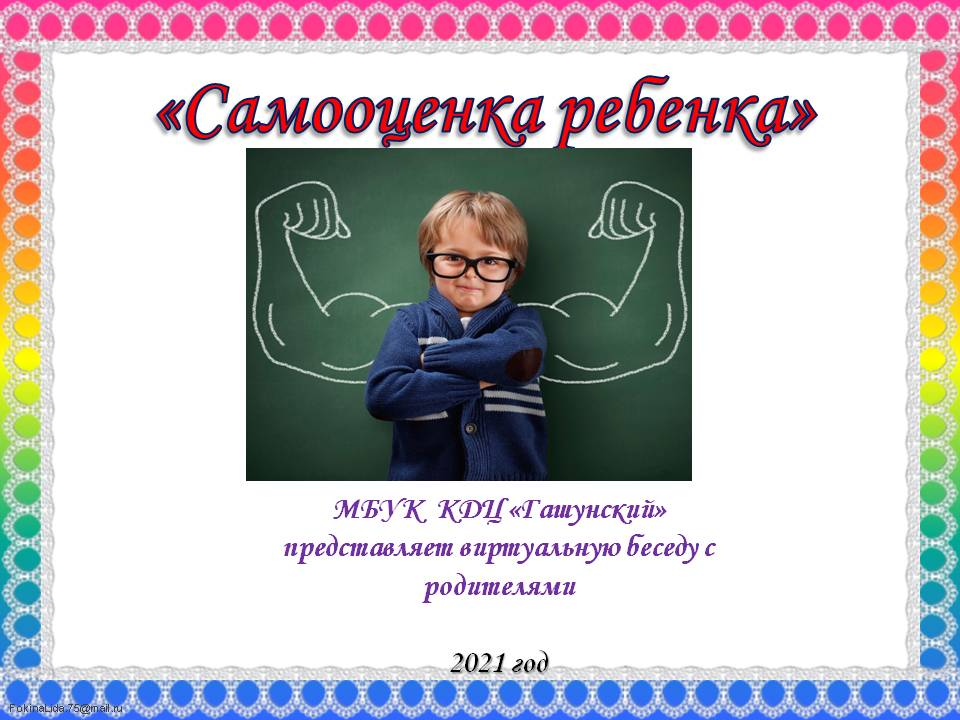 «Самооценка ребенка»
МБУК КДЦ «Гашунский»
представляет виртуальную беседу с
родителями
2021 год
FokinaLida.75@mail.ru